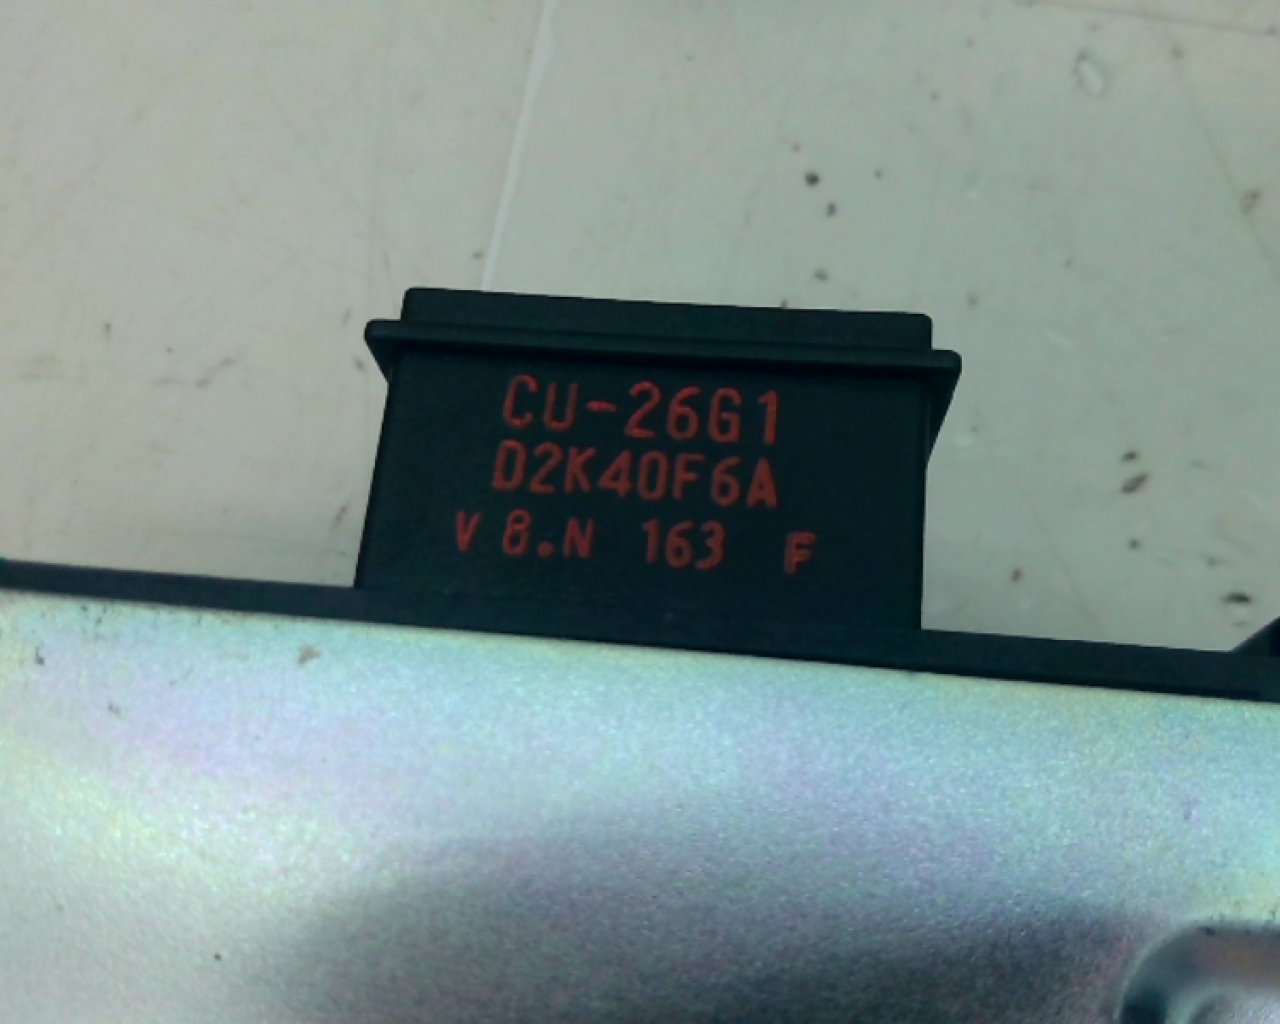 CU-26G1
D2K40F6A
V 8.N 163 F